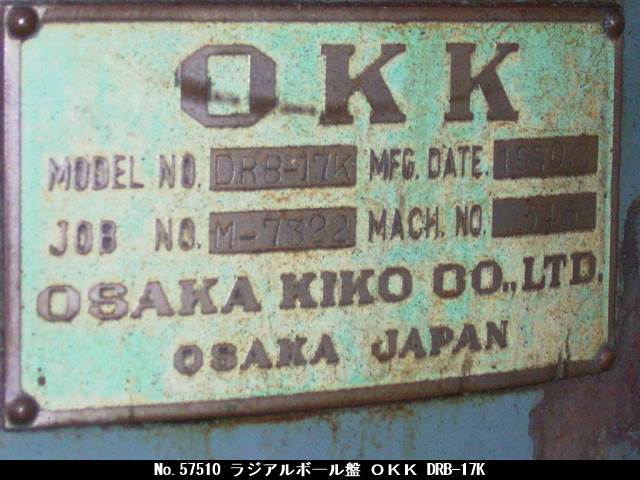 OKK
MODEL NO. DRB-17K MFG. DATE. 1970.
JOB NO. M-7322 MACH. NO.
OSAKA KIKO CO., LTD.
OSAKA JAPAN
No.57510 ラジアルボール盤 OKK DRB-17K